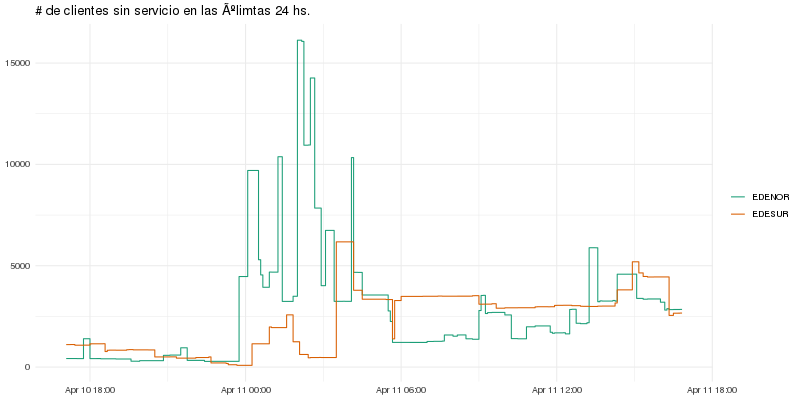 # de clientes sin servicio en las Ãºlimtas 24 hs.
15000
10000
5000
0
Apr 10 18:00
Apr 11 00:00
Apr 11 06:00
Apr 11 12:00
Apr 11 18:00
EDENOR
EDESUR